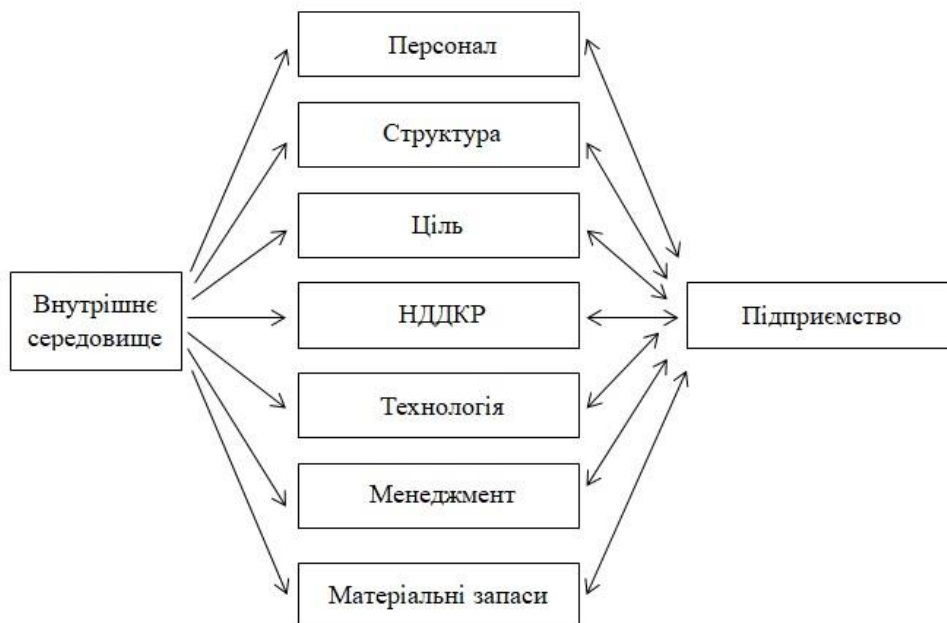 Персонал
Структура
Ціль
Внутрішнє
середовище
НДДКР
Підприємство
Технологія
Менеджмент
Матеріальні запаси